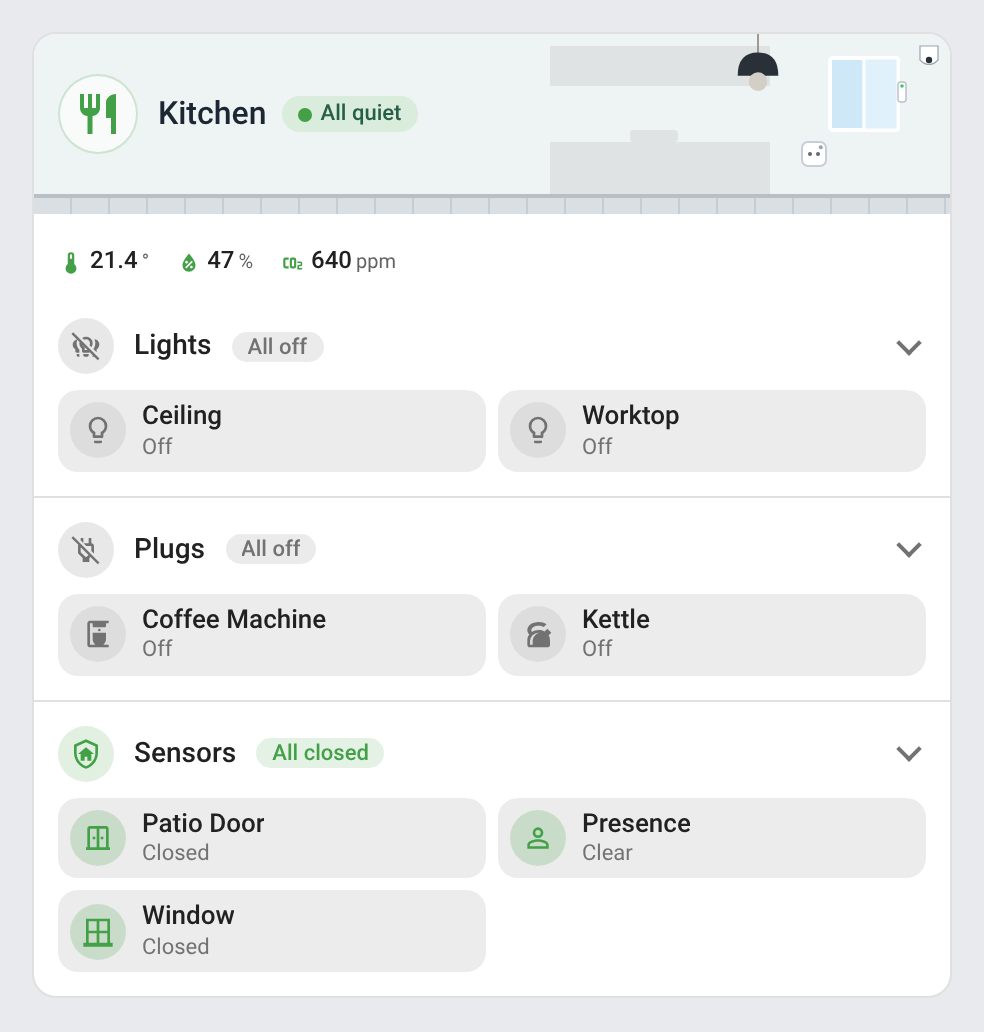 Kitchen All quiet
21.4 ° 47 % CO₂ 640 ppm
Lights All off
Ceiling Worktop
Off Off
Plugs All off
Coffee Machine Kettle
Off Off
Sensors All closed
Patio Door Presence
Closed Clear
Window
Closed